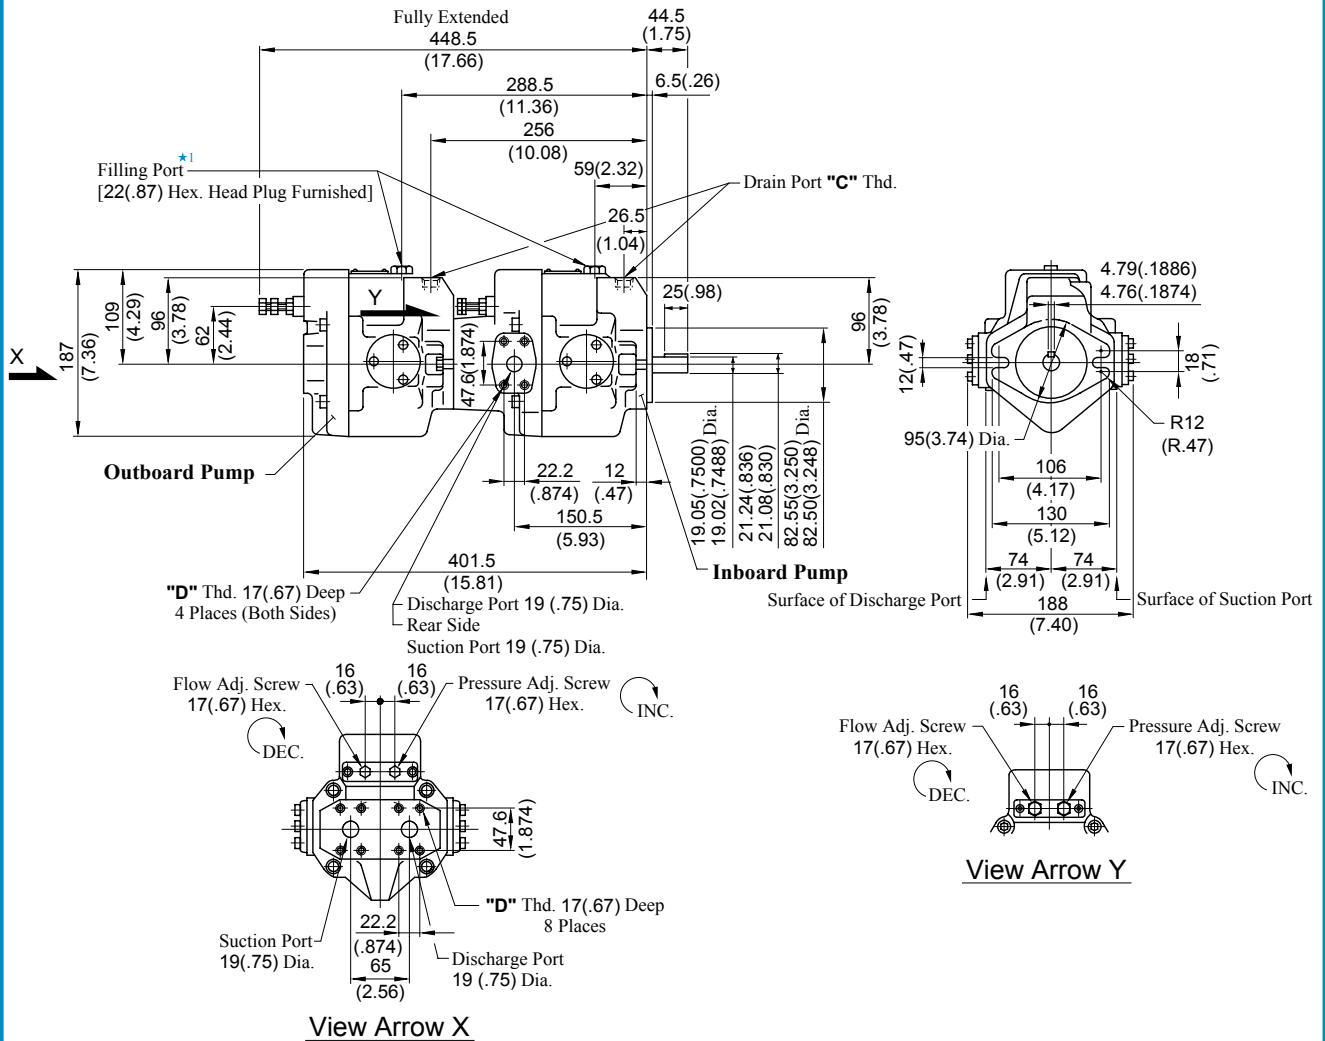 Fully Extended
448.5
(17.66)
44.5
(1.75)
288.5
(11.36)
6.5(.26)
256
(10.08)
59(2.32)
Filling Port★1
[22(.87) Hex. Head Plug Furnished]
Drain Port "C" Thd.
26.5
(1.04)
Y
X
187
(7.36)
109
(4.29)
96
(3.78)
62
(2.44)
47.6(1.874)
25(.98)
96
(3.78)
4.79(.1886)
4.76(.1874)
12(.47)
18
(.71)
R12
(R.47)
95(3.74) Dia.
106
(4.17)
130
(5.12)
74
(2.91)
74
(2.91)
188
(7.40)
Surface of Discharge Port
Surface of Suction Port
Outboard Pump
22.2
(.874)
12
(.47)
150.5
(5.93)
401.5
(15.81)
19.05(.7500) Dia.
19.02(.7488)
21.24(.836)
21.08(.830)
82.55(3.250) Dia.
82.50(3.248)
Inboard Pump
"D" Thd. 17(.67) Deep
4 Places (Both Sides)
Discharge Port 19 (.75) Dia.
Rear Side
Suction Port 19 (.75) Dia.
16
(.63)
16
(.63)
Flow Adj. Screw
17(.67) Hex.
DEC.
Pressure Adj. Screw
17(.67) Hex.
INC.
47.6
(1.874)
"D" Thd. 17(.67) Deep
8 Places
22.2
(.874)
65
(2.56)
Suction Port
19(.75) Dia.
Discharge Port
19 (.75) Dia.
View Arrow X
16
(.63)
16
(.63)
Flow Adj. Screw
17(.67) Hex.
DEC.
Pressure Adj. Screw
17(.67) Hex.
INC.
View Arrow Y